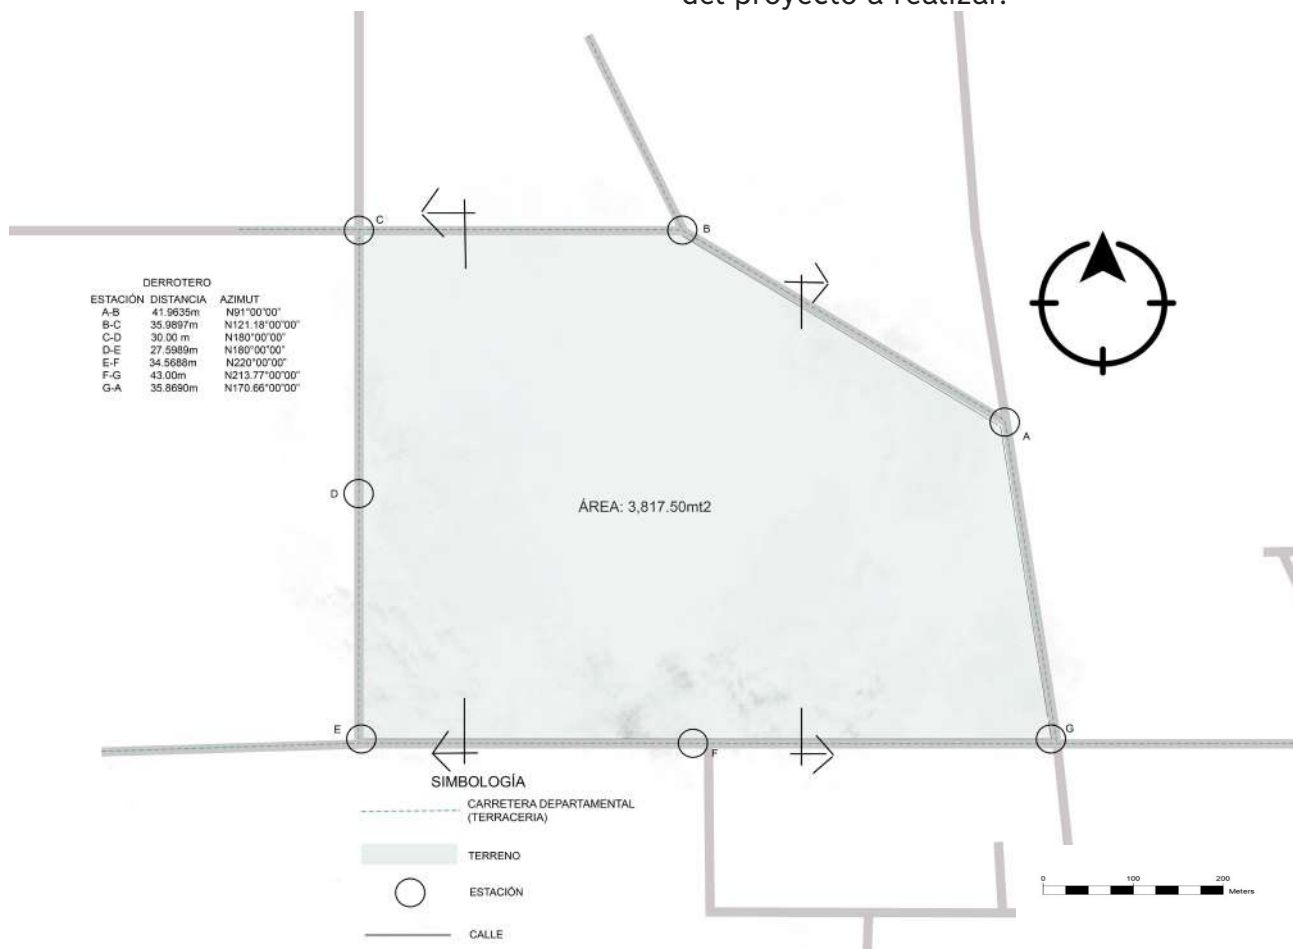 del proyecto a realizar.
C
B
DERROTERO
ESTACIÓN DISTANCIA AZIMUT
A-B 41.9635m N91°00'00"
B-C 35.9897m N121.18°00'00"
C-D 30.00 m N180°00'00"
D-E 27.5989m N180°00'00"
E-F 34.5688m N220°00'00"
F-G 43.00m N213.77°00'00"
G-A 35.8690m N170.66°00'00"
A
D
ÁREA: 3,817.50mt2
E
G
F
SIMBOLOGÍA
CARRETERA DEPARTAMENTAL
(TERRACERIA)
TERRENO
ESTACIÓN
CALLE
0 100 200
Meters